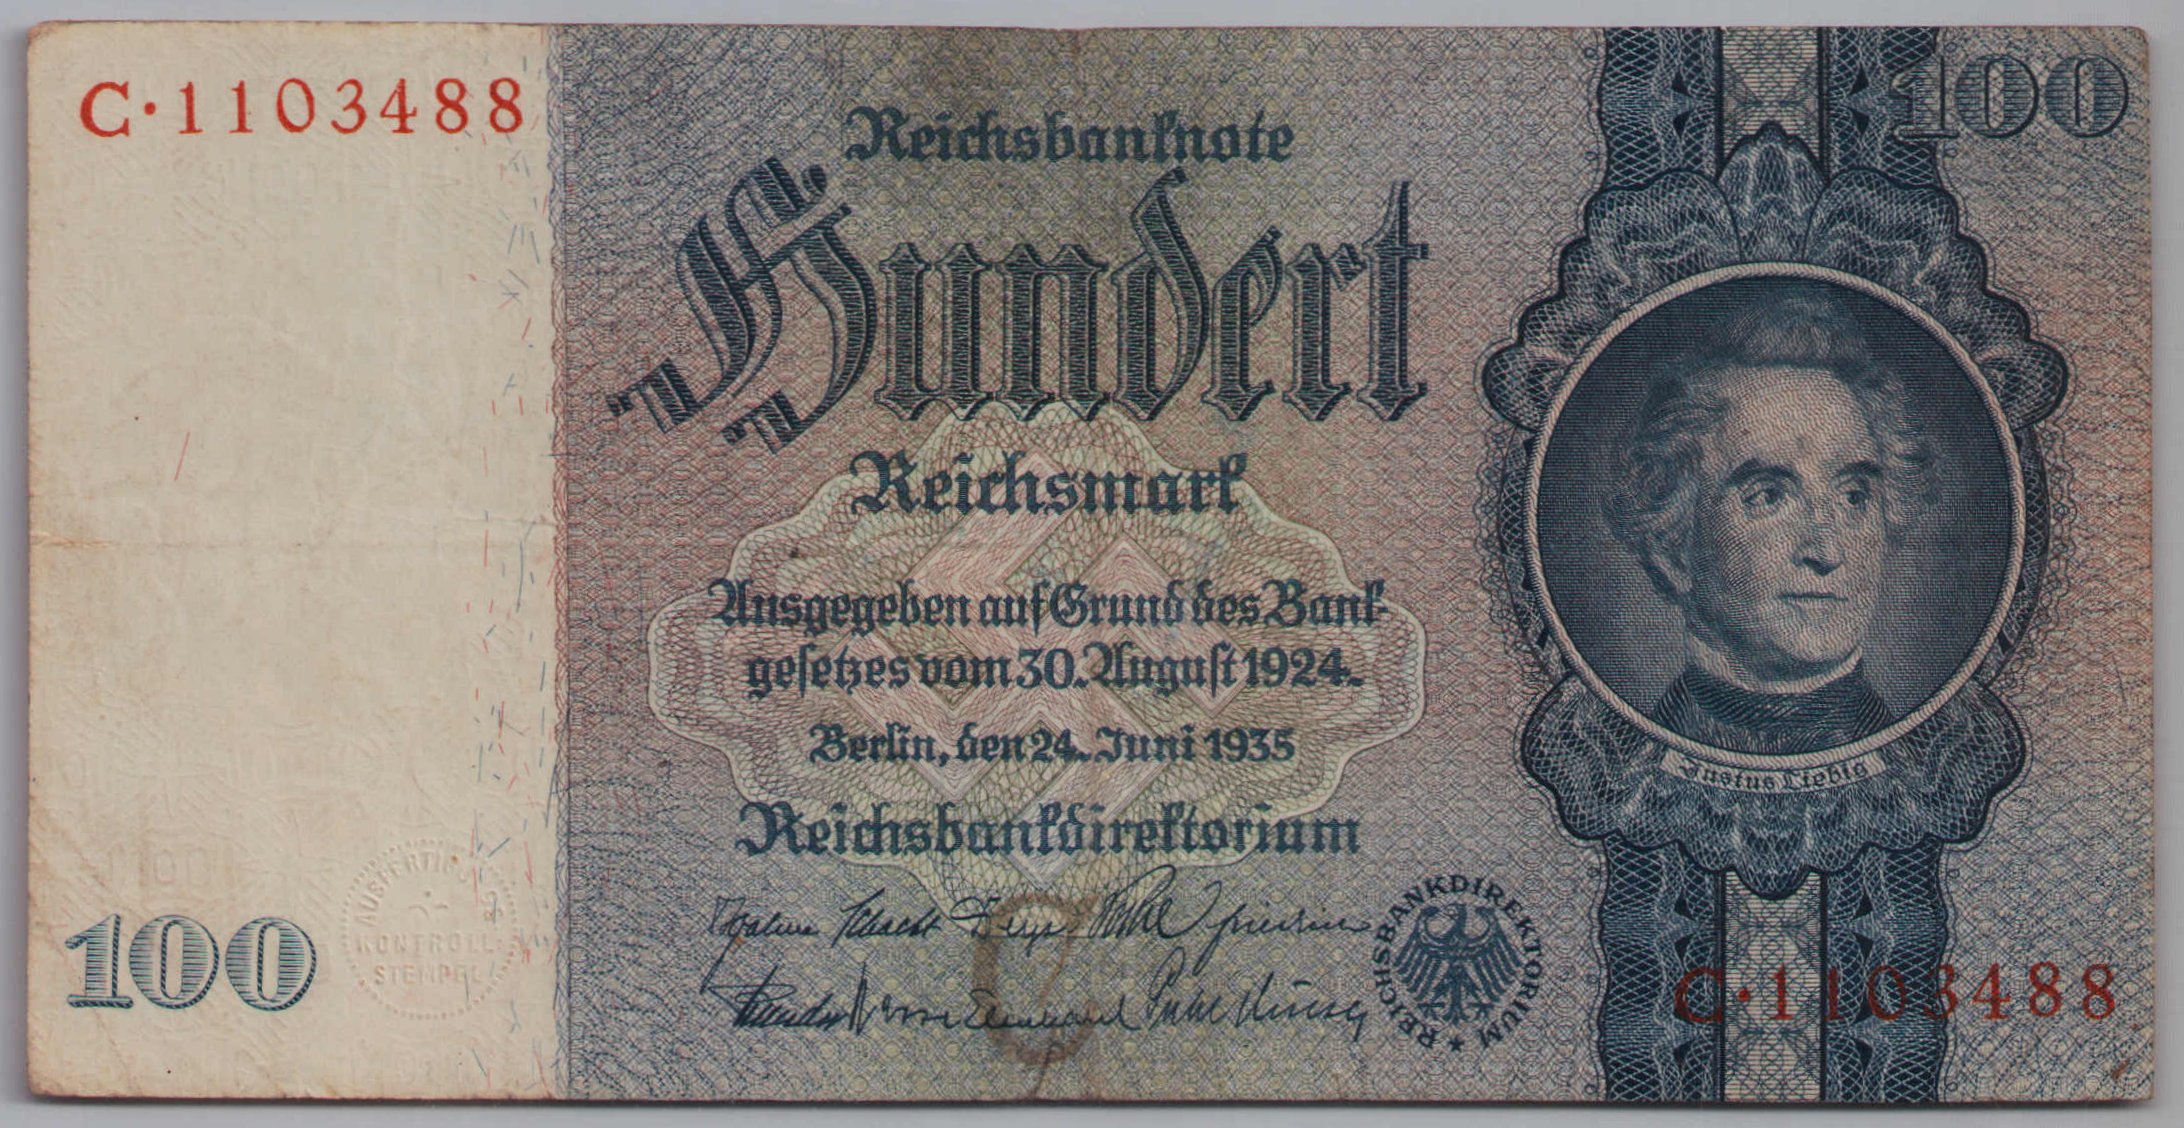 C·1103488
100
Reichsbanknote
Hundert
Reichsmark
Ausgegeben auf Grund des Bank-
gesetzes vom 30. August 1924.
Berlin, den 24. Juni 1935
Reichsbankdirektorium
Justus Liebig
REICHSBANKDIREKTORIUM
C·1103488
100
AUSFERTIGUNGS
KONTROLL
STEMPEL